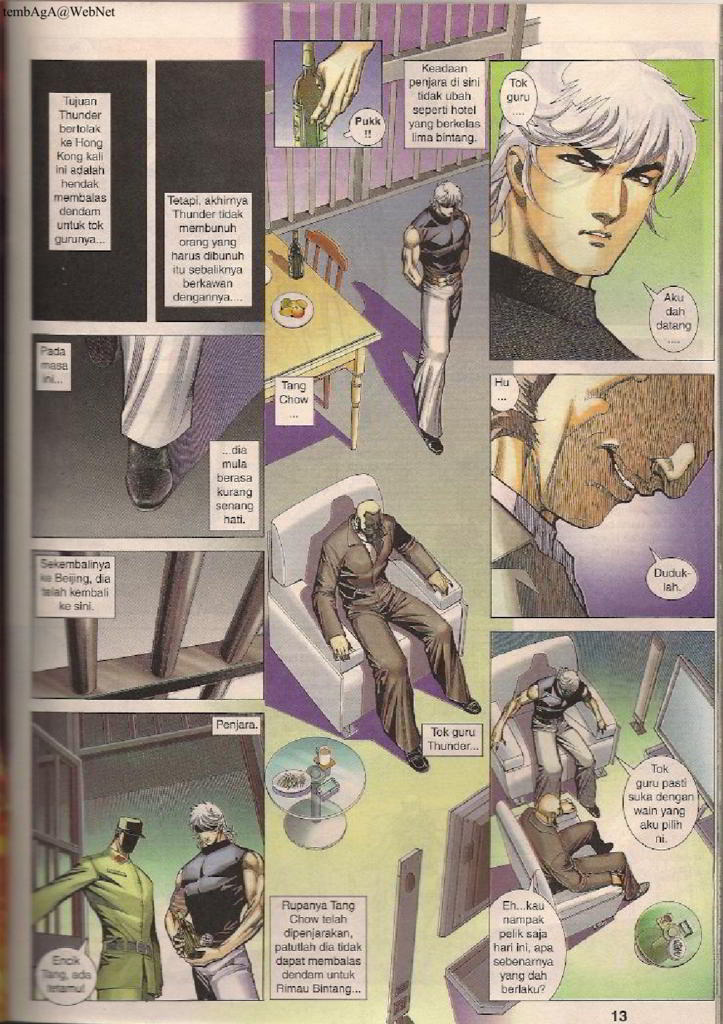 tembAgA@WebNet
Tujuan
Thunder
bertolak
ke Hong
Kong kali
ini adalah
hendak
membalas
dendam
untuk tok
gurunya...
Tetapi, akhirnya
Thunder tidak
membunuh
orang yang
harus dibunuh
itu sebaliknya
berkawan
dengannya....
Pada
masa
ini...
...dia
mula
berasa
kurang
senang
hati.
Sekembalinya
ke Beijing, dia
telah kembali
ke sini.
Penjara.
Encik
Tang, ada
tetamu!
Pukk
!!
Keadaan
penjara di sini
tidak ubah
seperti hotel
yang berkelas
lima bintang.
Tang
Chow
...
Tok guru
Thunder...
Rupanya Tang
Chow telah
dipenjarakan,
patutlah dia tidak
dapat membalas
dendam untuk
Rimau Bintang...
Tok
guru
....
Aku
dah
datang
....
Hu
...
Duduk-
lah.
Tok
guru pasti
suka dengan
wain yang
aku pilih
ni.
Eh...kau
nampak
pelik saja
hari ini, apa
sebenarnya
yang dah
berlaku?
13